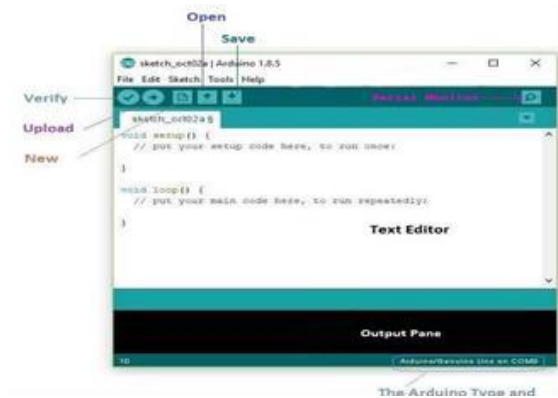 Open
Save
sketch_oct02a | Arduino 1.8.5
File Edit Sketch Tools Help
Verify
Serial Monitor
Upload
sketch_oct02a §
New
void setup() {
// put your setup code here, to run once:
}
void loop() {
// put your main code here, to run repeatedly:
}
Text Editor
Output Pane
10
Arduino/Genuino Uno on COM8
The Arduino Type and